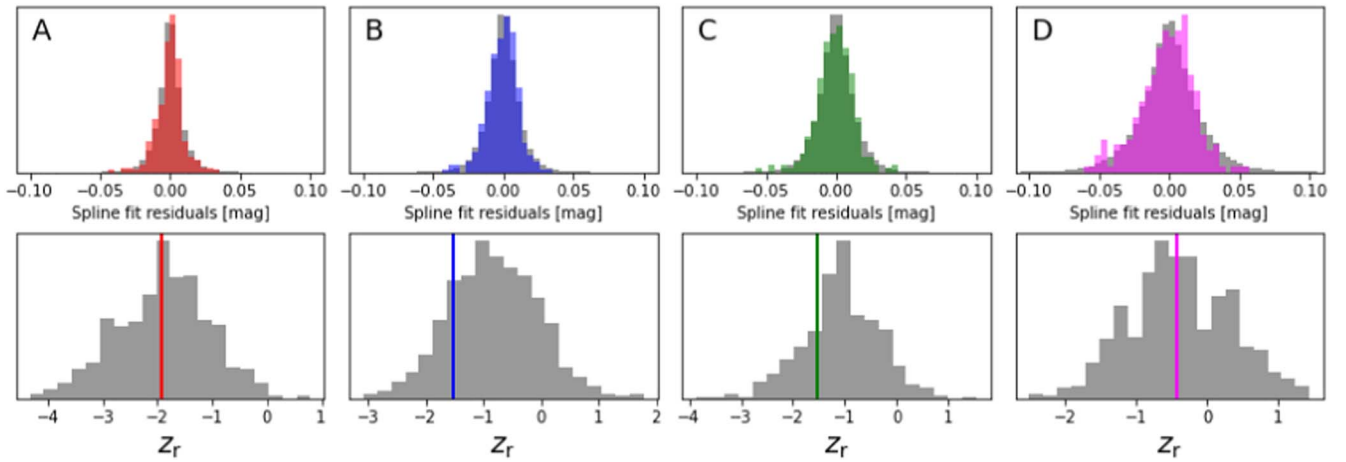 A B C D
−0.10 −0.05 0.00 0.05 0.10 −0.10 −0.05 0.00 0.05 0.10 −0.10 −0.05 0.00 0.05 0.10 −0.10 −0.05 0.00 0.05 0.10
Spline fit residuals [mag] Spline fit residuals [mag] Spline fit residuals [mag] Spline fit residuals [mag]
−4 −3 −2 −1 0 1 −3 −2 −1 0 1 2 −4 −3 −2 −1 0 1 −2 −1 0 1
zr zr zr zr